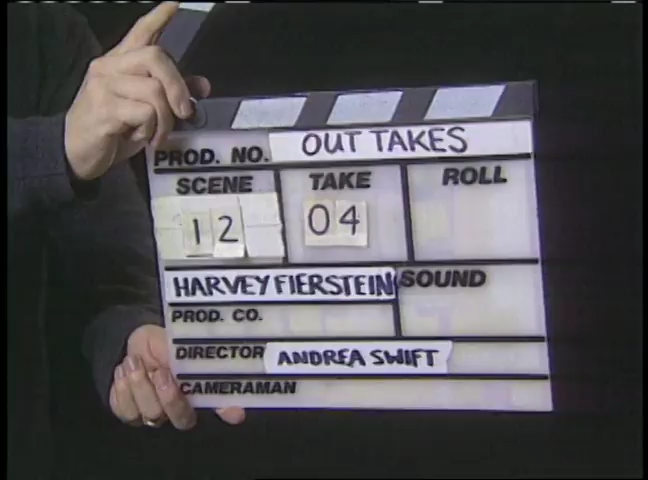 PROD. NO. OUT TAKES
SCENE TAKE ROLL
12 04
HARVEY FIERSTEIN SOUND
PROD. CO.
DIRECTOR ANDREA SWIFT
CAMERAMAN